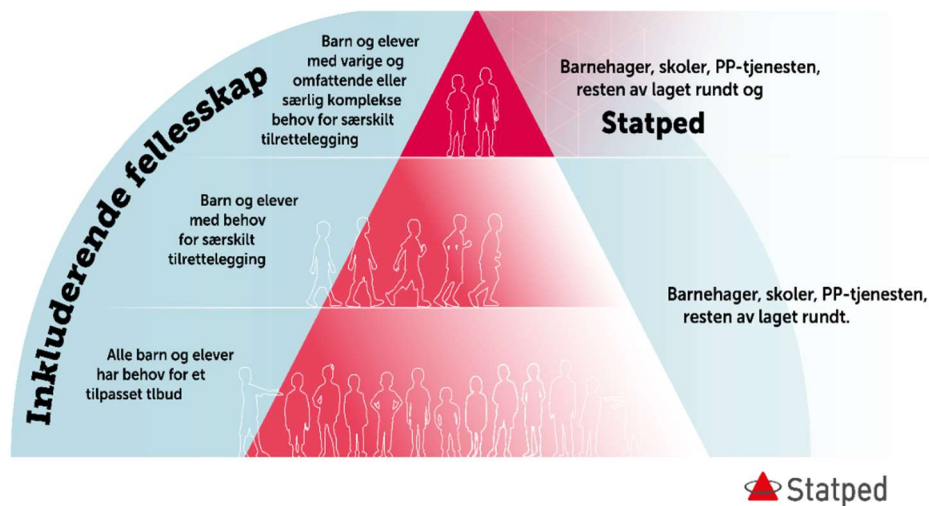 Inkluderende fellesskap
Barn og elever
med varige og
omfattende eller
særlig komplekse
behov for særskilt
tilrettelegging
Barnehager, skoler, PP-tjenesten,
resten av laget rundt og
Statped
Barn og elever
med behov
for særskilt
tilrettelegging
Barnehager, skoler, PP-tjenesten,
resten av laget rundt.
Alle barn og elever
har behov for et
tilpasset tlbud
Statped